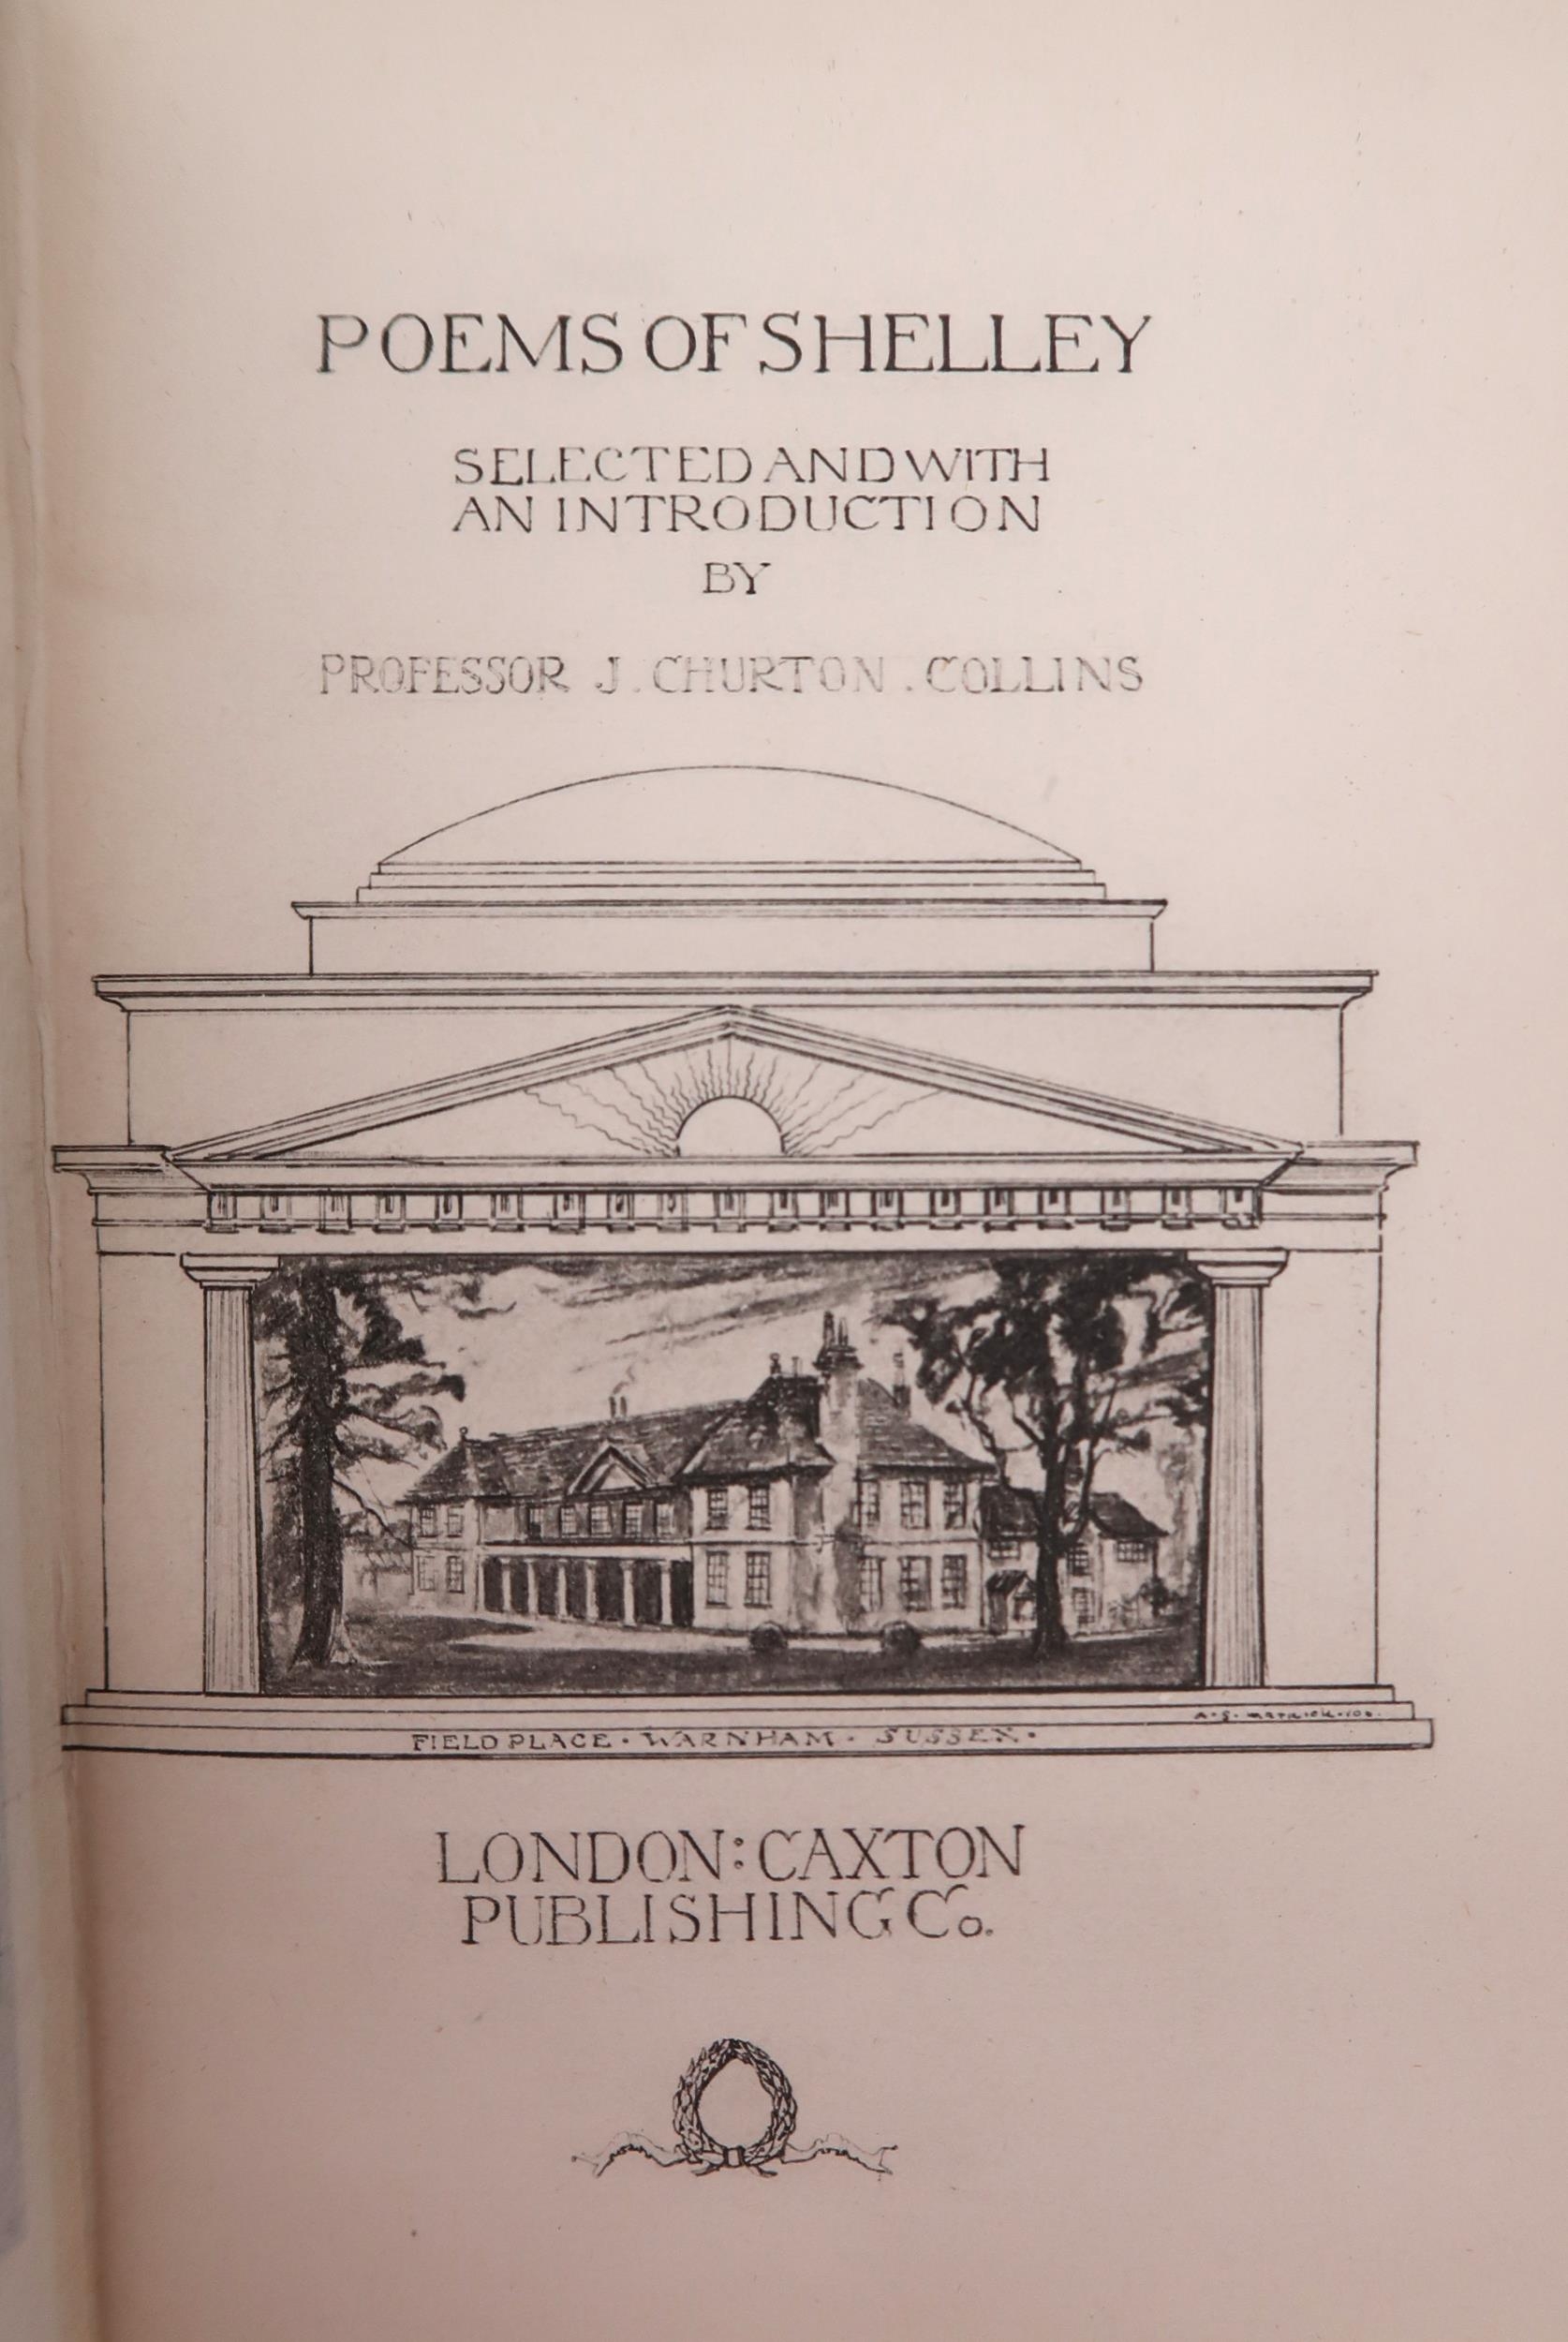 POEMS OF SHELLEY
SELECTED AND WITH
AN INTRODUCTION
BY
PROFESSOR J. CHURTON. COLLINS
FIELD PLACE · WARNHAM · SUSSEX ·
LONDON: CAXTON
PUBLISHING Co.